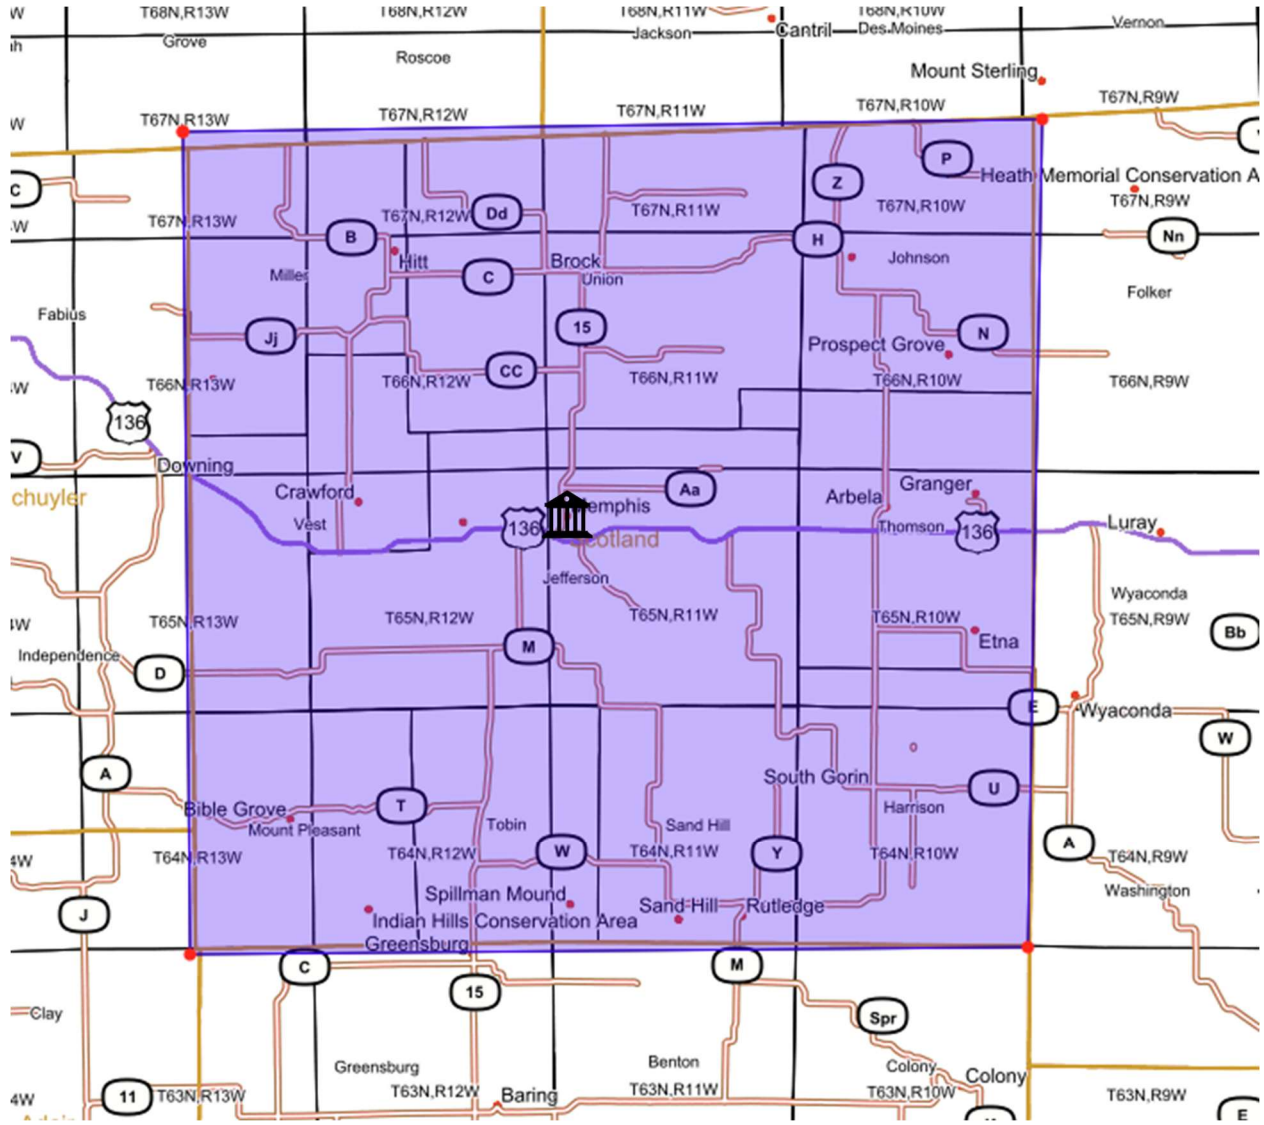 T68N,R13W
T68N,R12W
T68N,R11W
T68N,R10W
Grove
Jackson
Cantril
Des Moines
Vernon
Roscoe
Mount Sterling
T67N,R13W
T67N,R12W
T67N,R11W
T67N,R10W
T67N,R9W
P
Heath Memorial Conservation A
C
Z
T67N,R9W
T67N,R13W
T67N,R12W
Dd
T67N,R11W
T67N,R10W
B
H
Nn
Hitt
Brock
Johnson
Miller
C
Union
Folker
Fabius
Jj
15
Prospect Grove
N
CC
T66N,R13W
T66N,R12W
T66N,R11W
T66N,R10W
T66N,R9W
136
V
Downing
chuyler
Crawford
Aa
Arbela
Granger
Vest
136
emphis
Thomson
136
Luray
cotland
Jefferson
Wyaconda
T65N,R13W
T65N,R12W
T65N,R11W
T65N,R10W
T65N,R9W
4W
Bb
Independence
D
M
Etna
E
Wyaconda
W
A
South Gorin
U
Bible Grove
T
Harrison
Mount Pleasant
Tobin
Sand Hill
A
4W
T64N,R13W
T64N,R12W
W
T64N,R11W
Y
T64N,R10W
T64N,R9W
Washington
J
Spillman Mound
Sand Hill
Rutledge
Indian Hills Conservation Area
Greensburg
C
M
15
Clay
Spr
Greensburg
Benton
Colony
Colony
4W
11
T63N,R13W
T63N,R12W
Baring
T63N,R11W
T63N,R10W
T63N,R9W
E